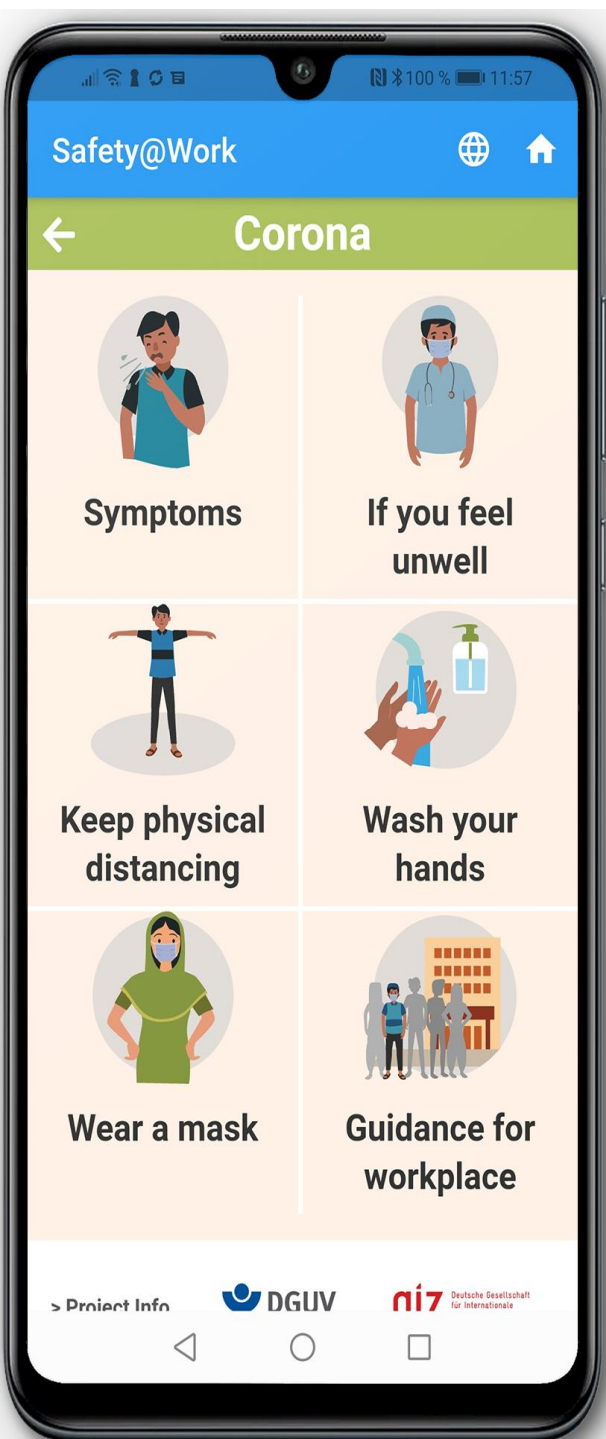 100 % 11:57
Safety@Work
Corona
Symptoms
If you feel
unwell
Keep physical
distancing
Wash your
hands
Wear a mask
Guidance for
workplace
> Project Info
DGUV
giz
Deutsche Gesellschaft
für Internationale